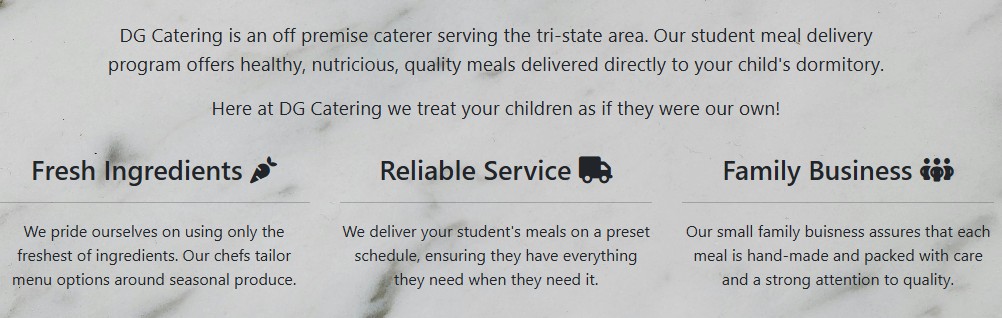 DG Catering is an off premise caterer serving the tri-state area. Our student meal delivery
program offers healthy, nutricious, quality meals delivered directly to your child's dormitory.
Here at DG Catering we treat your children as if they were our own!
Fresh Ingredients
We pride ourselves on using only the
freshest of ingredients. Our chefs tailor
menu options around seasonal produce.
Reliable Service
We deliver your student's meals on a preset
schedule, ensuring they have everything
they need when they need it.
Family Business
Our small family buisness assures that each
meal is hand-made and packed with care
and a strong attention to quality.